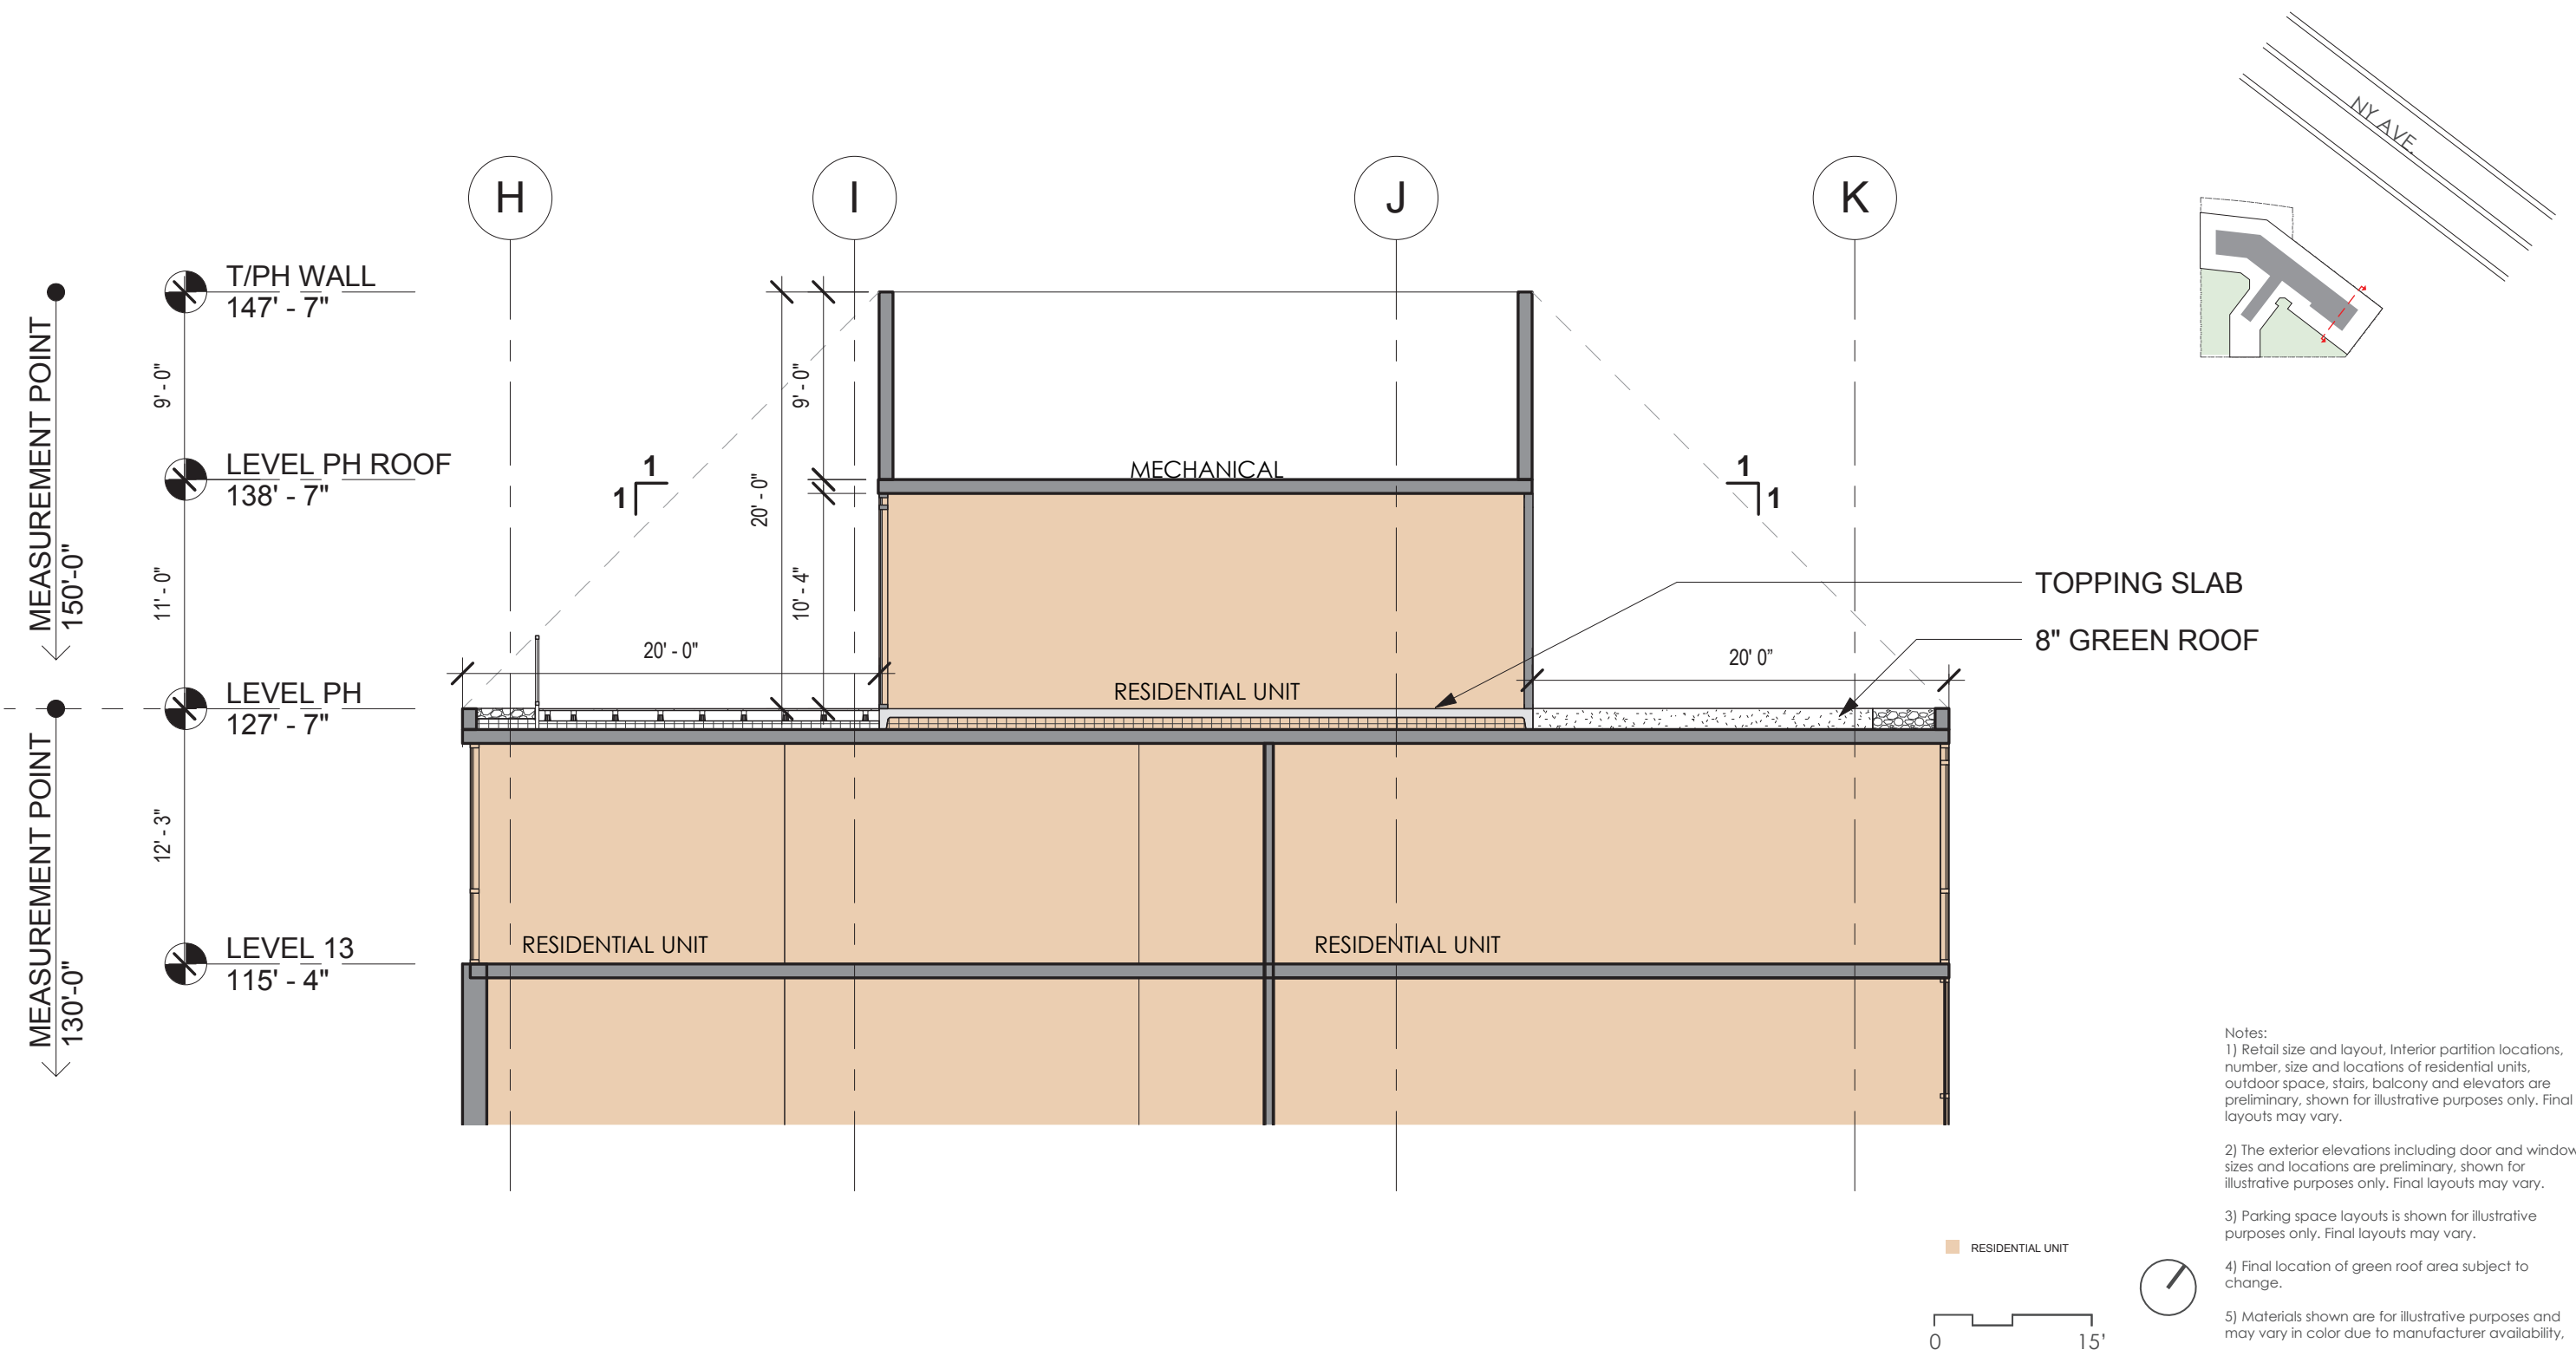 NY AVE.
H
I
J
K
T/PH WALL
147' - 7"
MEASUREMENT POINT
150'-0"
9' - 0"
9' - 0"
LEVEL PH ROOF
138' - 7"
1
1
20' - 0"
MECHANICAL
1
1
11' - 0"
10' - 4"
TOPPING SLAB
8" GREEN ROOF
20' - 0"
20' 0”
LEVEL PH
127' - 7"
RESIDENTIAL UNIT
MEASUREMENT POINT
130'-0"
12' - 3"
LEVEL 13
115' - 4"
RESIDENTIAL UNIT
RESIDENTIAL UNIT
Notes:
1) Retail size and layout, Interior partition locations,
number, size and locations of residential units,
outdoor space, stairs, balcony and elevators are
preliminary, shown for illustrative purposes only. Final
layouts may vary.
2) The exterior elevations including door and window
sizes and locations are preliminary, shown for
illustrative purposes only. Final layouts may vary.
3) Parking space layouts is shown for illustrative
purposes only. Final layouts may vary.
4) Final location of green roof area subject to
change.
5) Materials shown are for illustrative purposes and
may vary in color due to manufacturer availability,
RESIDENTIAL UNIT
0
15'